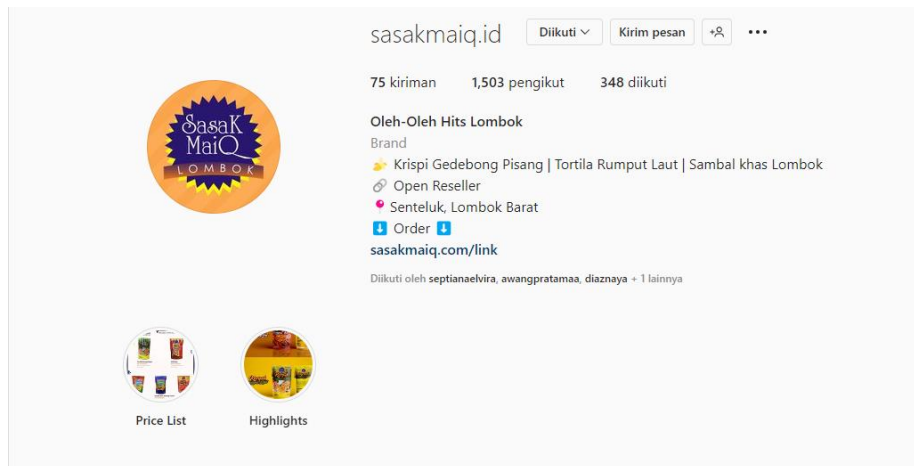 sasakmaiq.id Diikuti Kirim pesan
75 kiriman 1,503 pengikut 348 diikuti
Oleh-Oleh Hits Lombok
Brand
Krispi Gedebong Pisang | Tortila Rumput Laut | Sambal khas Lombok
Open Reseller
Senteluk, Lombok Barat
Order
sasakmaiq.com/link
Diikuti oleh septianaelvira, awangpratamaa, diaznaya + 1 lainnya
SasaK
MaiQ
LOMBOK
Price List Highlights